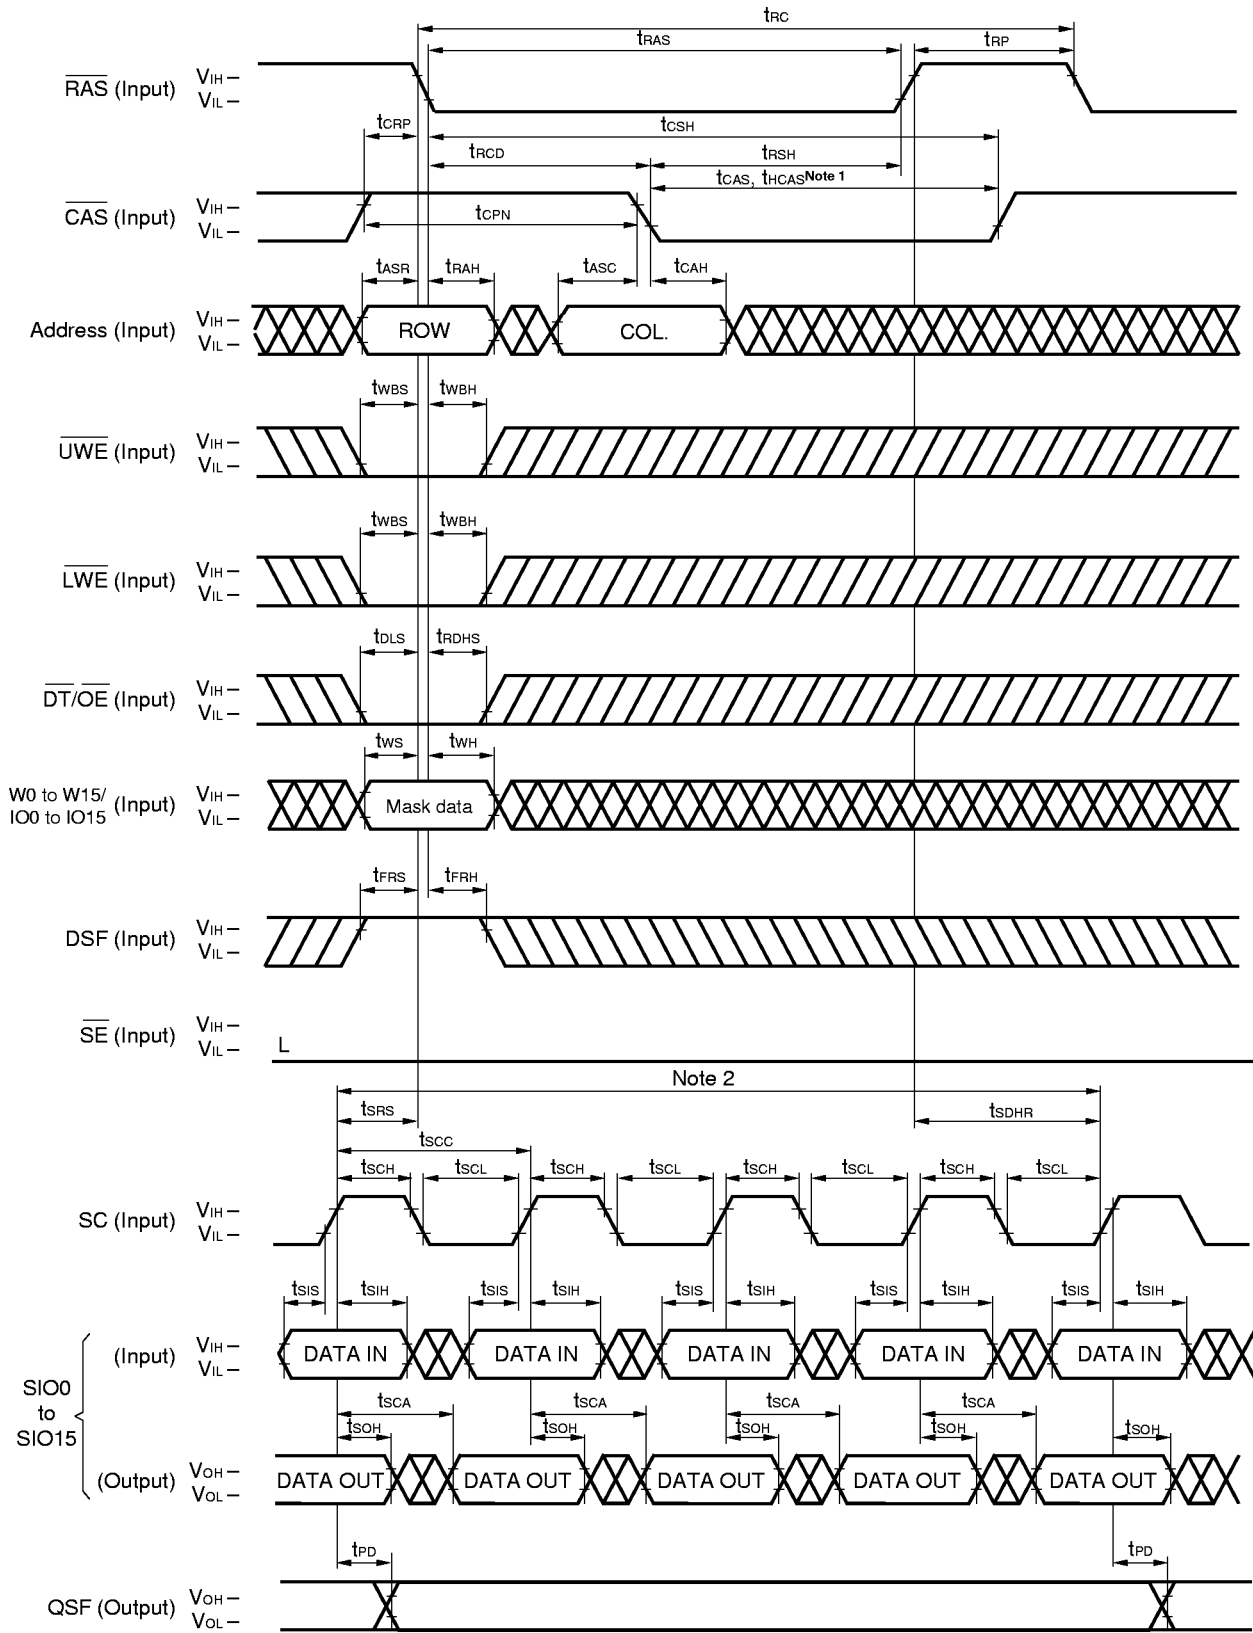 tRC
tRAS
tRP
RAS (Input)
VIH
VIL
tCRP
tCSH
tRCD
tRSH
tCAS, tHCAS Note 1
CAS (Input)
VIH
VIL
tCPN
tASR
tRAH
tASC
tCAH
Address (Input)
VIH
VIL
ROW
COL.
tWBS
tWBH
UWE (Input)
VIH
VIL
tWBS
tWBH
LWE (Input)
VIH
VIL
tDLS
tRDHS
DT/OE (Input)
VIH
VIL
tWS
tWH
W0 to W15/
IO0 to IO15 (Input)
VIH
VIL
Mask data
tFRS
tFRH
DSF (Input)
VIH
VIL
SE (Input)
VIH
VIL
L
Note 2
tSRS
tSDHR
tSCC
tSCH
tSCL
tSCH
tSCL
tSCH
tSCL
tSCH
tSCL
SC (Input)
VIH
VIL
tSIS
tSIH
tSIS
tSIH
tSIS
tSIH
tSIS
tSIH
tSIS
tSIH
SIO0
to
SIO15
(Input)
VIH
VIL
DATA IN
DATA IN
DATA IN
DATA IN
DATA IN
tSCA
tSCA
tSCA
tSCA
tSOH
tSOH
tSOH
tSOH
tSOH
(Output)
VOH
VOL
DATA OUT
DATA OUT
DATA OUT
DATA OUT
DATA OUT
tPD
tPD
QSF (Output)
VOH
VOL